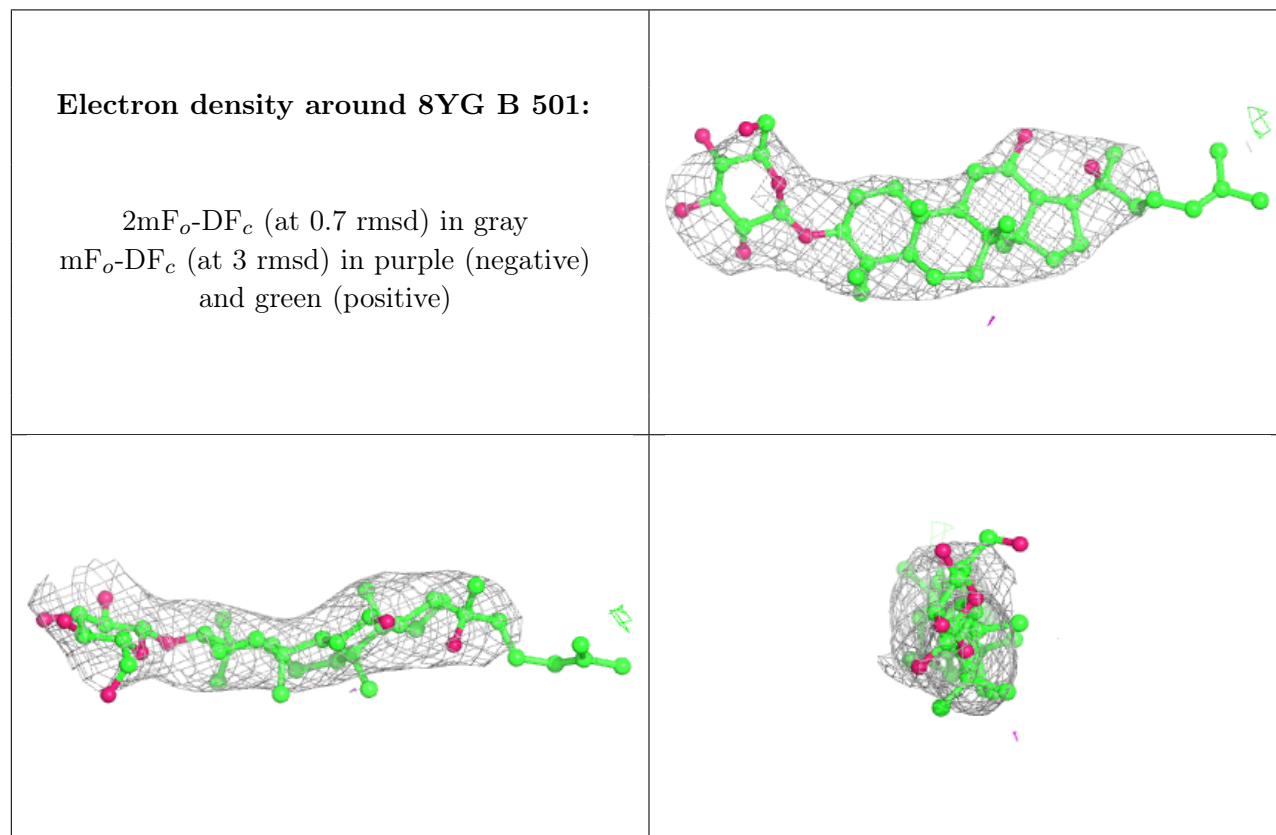 Electron density around 8YG B 501:
2mFₒ-DF𝒸 (at 0.7 rmsd) in gray
mFₒ-DF𝒸 (at 3 rmsd) in purple (negative)
and green (positive)